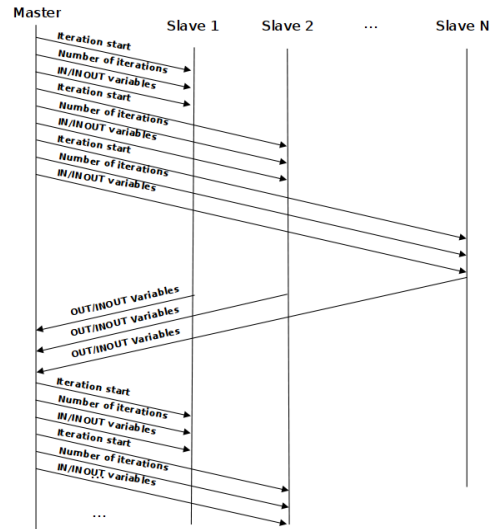 Master
Slave 1
Slave 2
...
Slave N
Iteration start
Number of iterations
IN/INOUT variables
Iteration start
Number of iterations
IN/INOUT variables
Iteration start
Number of iterations
IN/INOUT variables
OUT/INOUT Variables
OUT/INOUT Variables
OUT/INOUT Variables
Iteration start
Number of iterations
IN/INOUT variables
Iteration start
Number of iterations
IN/INOUT variables
...
...